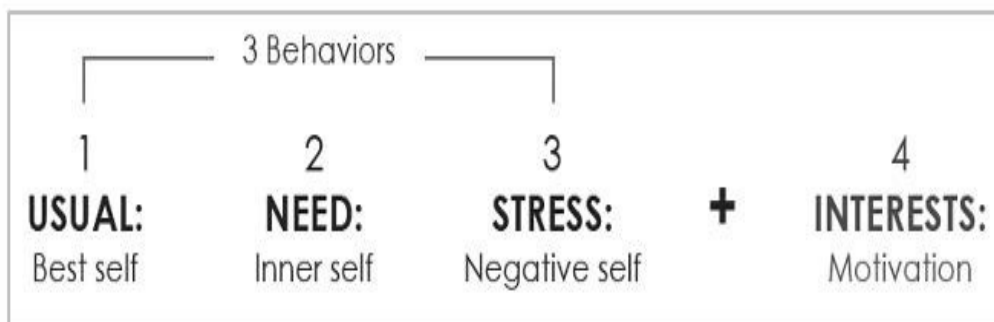 3 Behaviors
1 2 3 4
USUAL: NEED: STRESS: + INTERESTS:
Best self Inner self Negative self Motivation